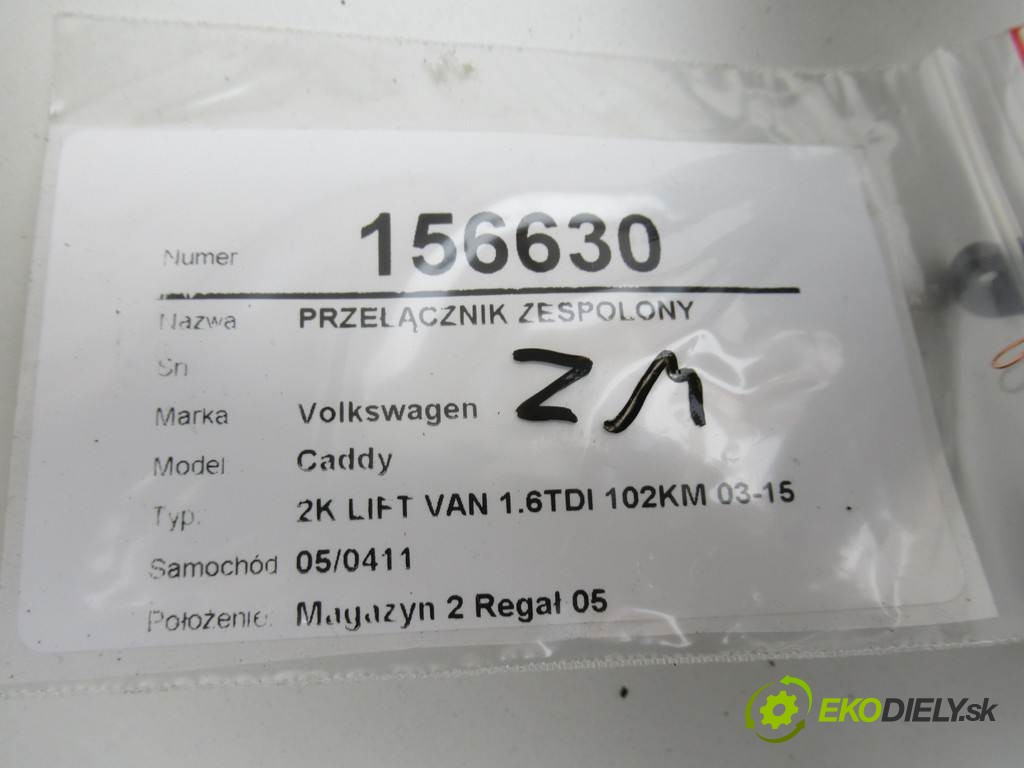 Numer 156630
Nazwa PRZEŁĄCZNIK ZESPOLONY
Sn
Marka Volkswagen
Model Caddy
Typ: 2K LIFT VAN 1.6TDI 102KM 03-15
Samochód 05/0411
Położenie: Magazyn 2 Regał 05
EKODIELY.sk